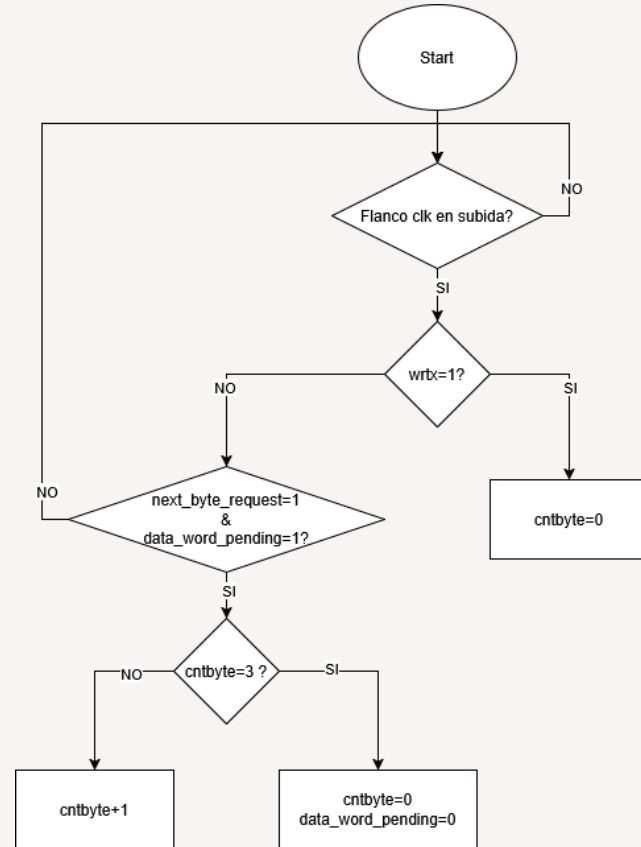 Start
Flanco clk en subida?
NO
SI
wrtx=1?
NO
SI
next_byte_request=1
&
data_word_pending=1?
NO
cntbyte=0
SI
cntbyte=3 ?
NO
SI
cntbyte+1
cntbyte=0
data_word_pending=0